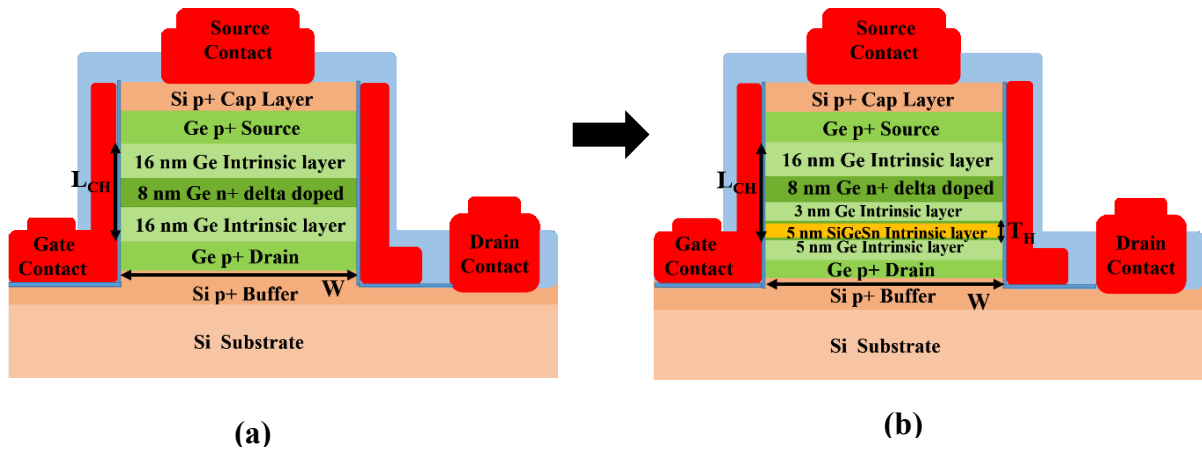 Source
Contact
Si p+ Cap Layer
Ge p+ Source
16 nm Ge Intrinsic layer
L_CH
8 nm Ge n+ delta doped
16 nm Ge Intrinsic layer
Ge p+ Drain
Gate
Contact
Drain
Contact
W
Si p+ Buffer
Si Substrate
(a)
Source
Contact
Si p+ Cap Layer
Ge p+ Source
16 nm Ge Intrinsic layer
L_CH
8 nm Ge n+ delta doped
3 nm Ge Intrinsic layer
5 nm SiGeSn Intrinsic layer
T_H
5 nm Ge Intrinsic layer
Ge p+ Drain
Gate
Contact
Drain
Contact
W
Si p+ Buffer
Si Substrate
(b)